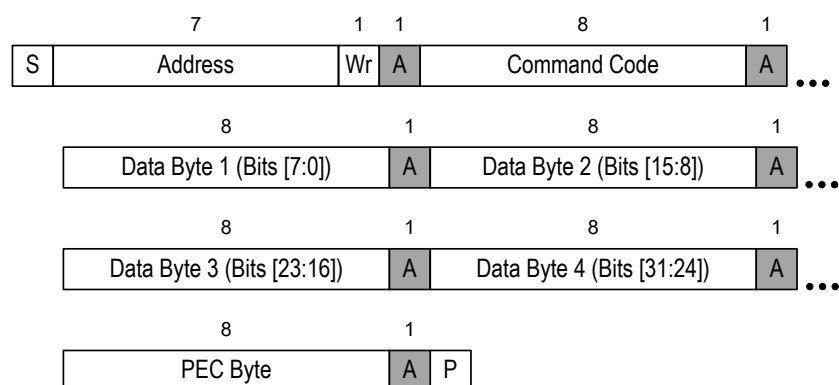 7 1 1 8 1
S Address Wr A Command Code A ...
8 1 8 1
Data Byte 1 (Bits [7:0]) A Data Byte 2 (Bits [15:8]) A ...
8 1 8 1
Data Byte 3 (Bits [23:16]) A Data Byte 4 (Bits [31:24]) A ...
8 1
PEC Byte A P